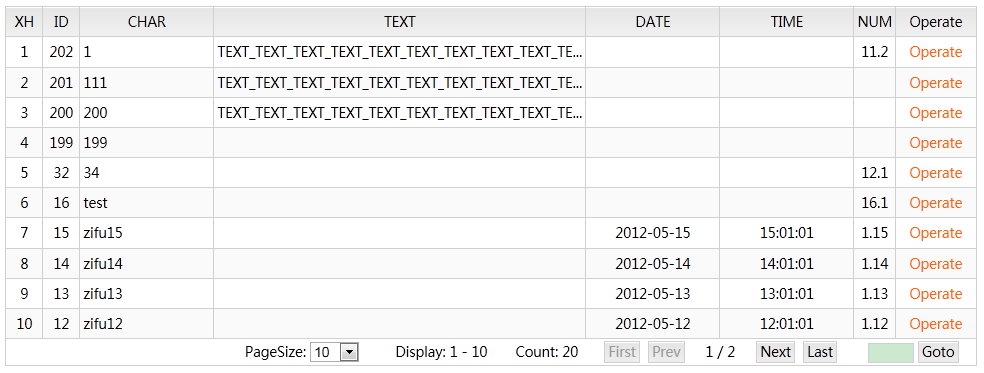 XH ID CHAR TEXT DATE TIME NUM Operate
1 202 1 TEXT_TEXT_TEXT_TEXT_TEXT_TEXT_TEXT_TEXT_TEXT_TE... 11.2 Operate
2 201 111 TEXT_TEXT_TEXT_TEXT_TEXT_TEXT_TEXT_TEXT_TEXT_TE... Operate
3 200 200 TEXT_TEXT_TEXT_TEXT_TEXT_TEXT_TEXT_TEXT_TEXT_TE... Operate
4 199 199 Operate
5 32 34 12.1 Operate
6 16 test 16.1 Operate
7 15 zifu15 2012-05-15 15:01:01 1.15 Operate
8 14 zifu14 2012-05-14 14:01:01 1.14 Operate
9 13 zifu13 2012-05-13 13:01:01 1.13 Operate
10 12 zifu12 2012-05-12 12:01:01 1.12 Operate
PageSize: 10 Display: 1 - 10 Count: 20 First Prev 1 / 2 Next Last Goto